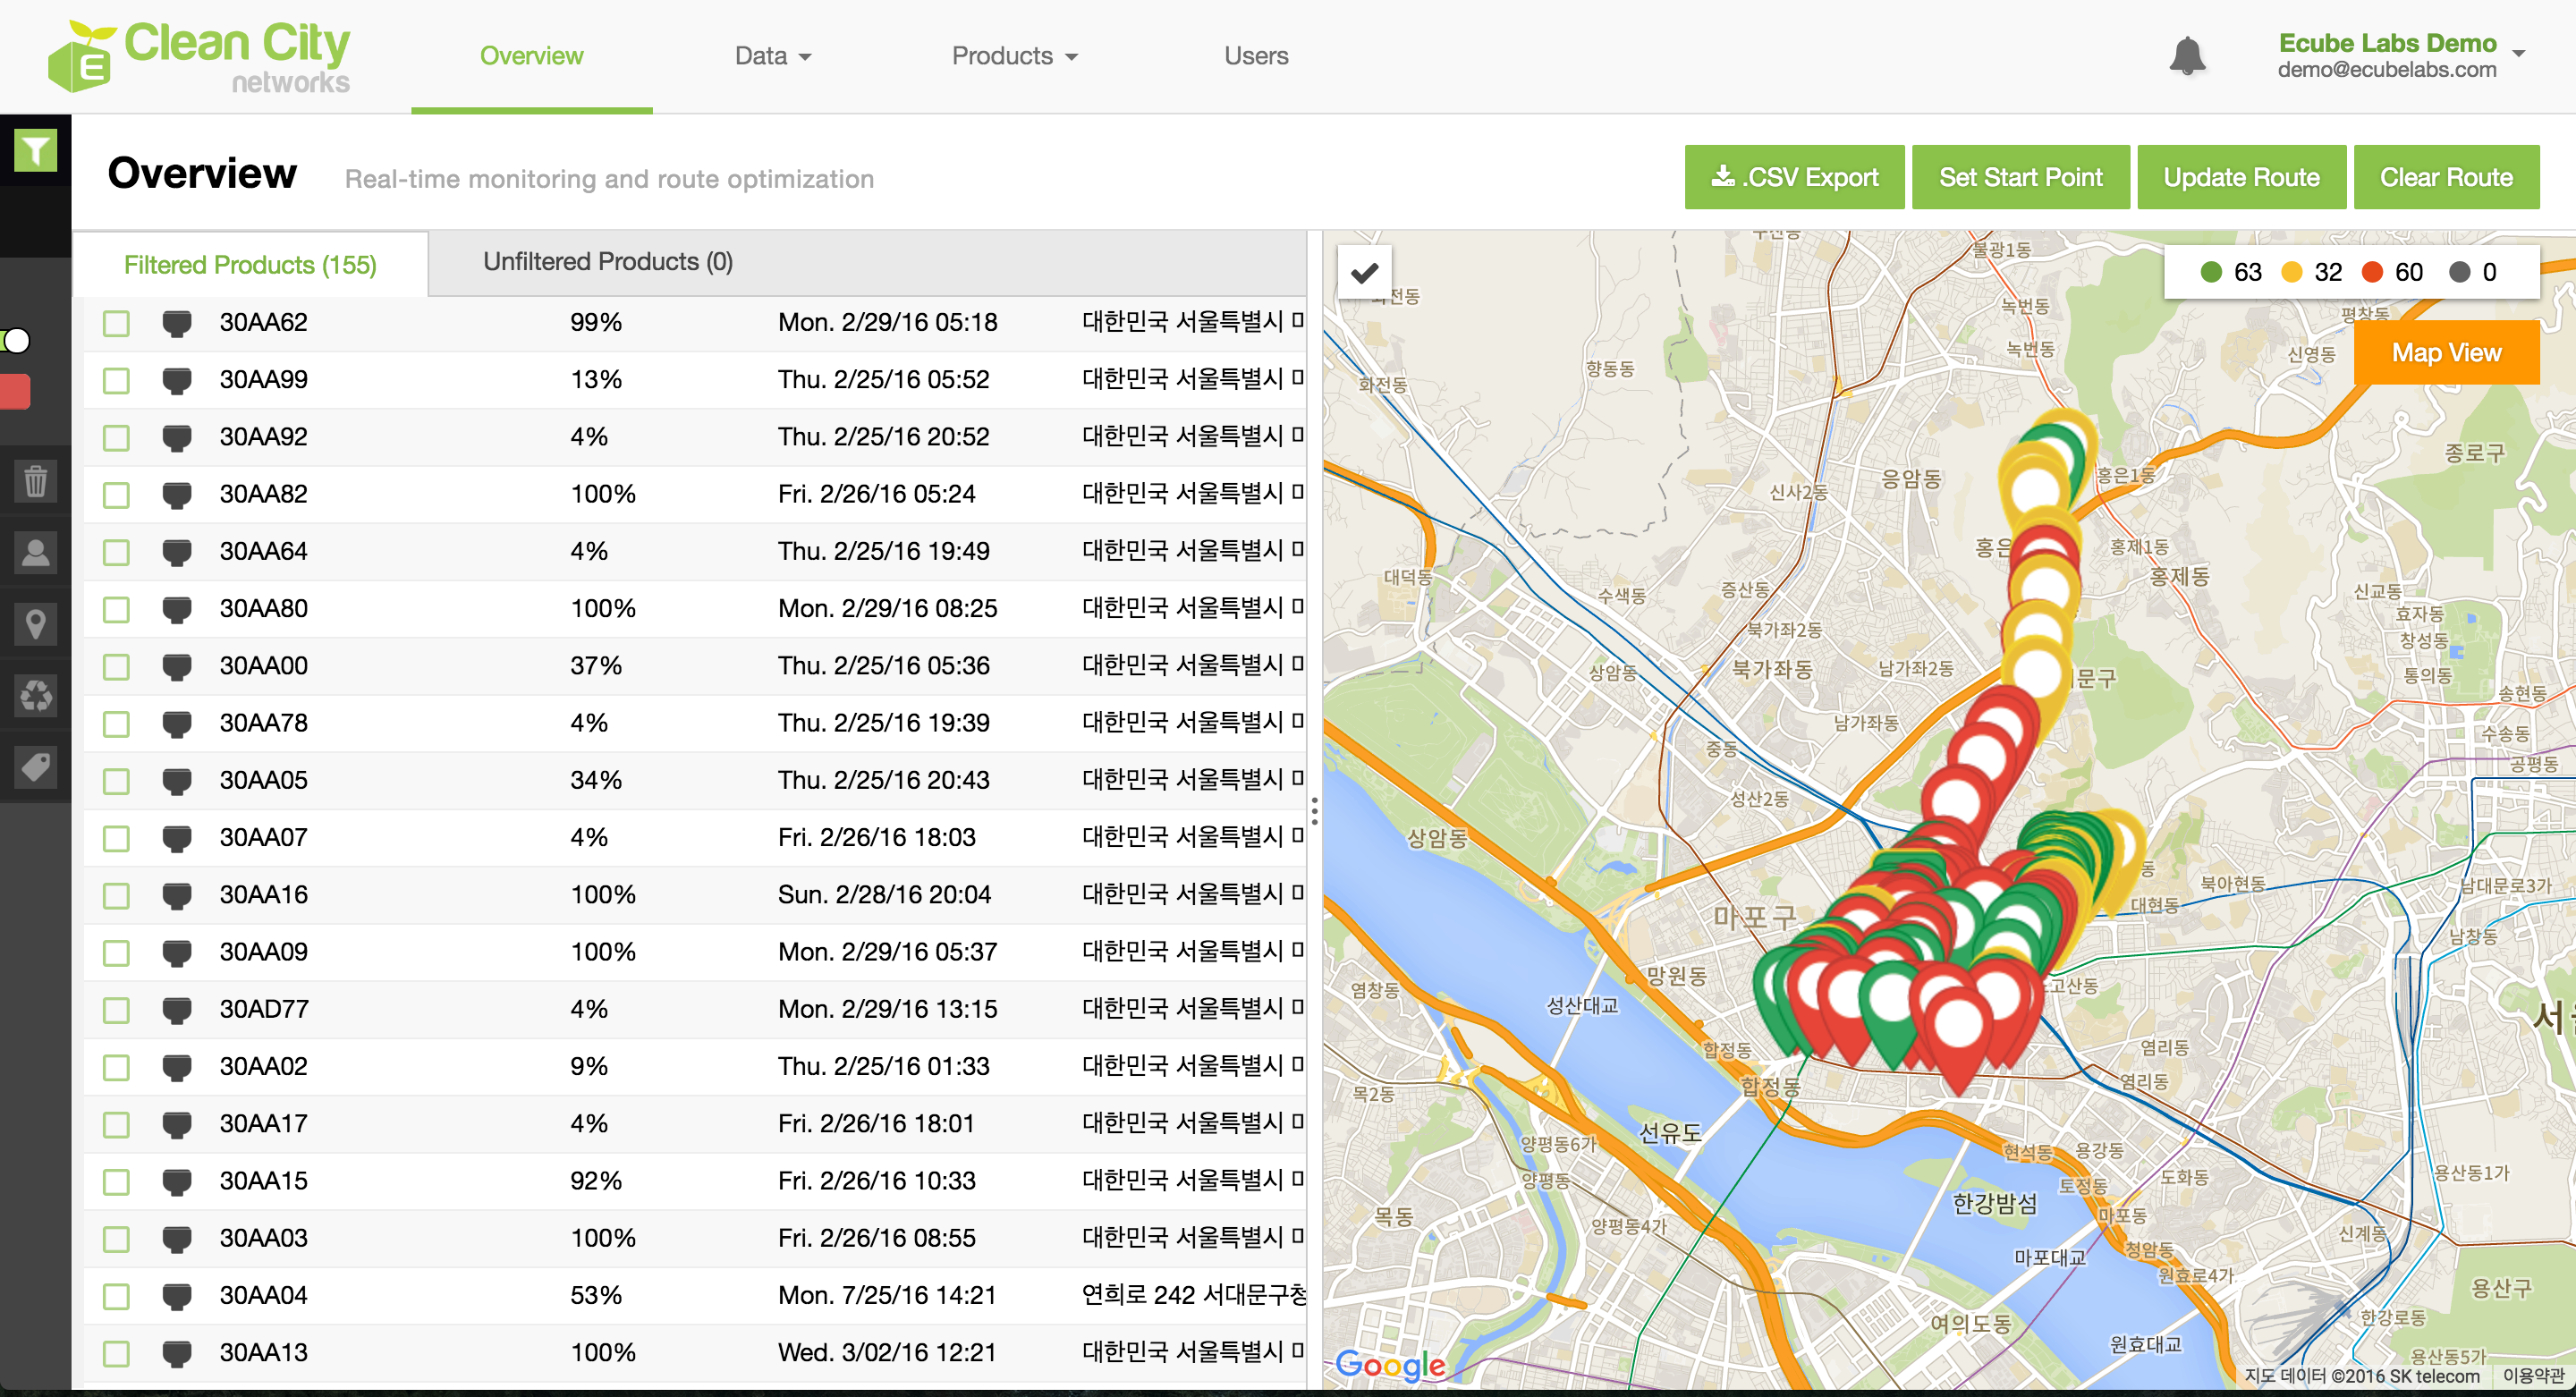 Clean City
networks
Overview
Data
Products
Users
Ecube Labs Demo
demo@ecubelabs.com
Overview
Real-time monitoring and route optimization
.CSV Export
Set Start Point
Update Route
Clear Route
Filtered Products (155)
Unfiltered Products (0)
30AA62 99% Mon. 2/29/16 05:18 대한민국 서울특별시
30AA99 13% Thu. 2/25/16 05:52 대한민국 서울특별시
30AA92 4% Thu. 2/25/16 20:52 대한민국 서울특별시
30AA82 100% Fri. 2/26/16 05:24 대한민국 서울특별시
30AA64 4% Thu. 2/25/16 19:49 대한민국 서울특별시
30AA80 100% Mon. 2/29/16 08:25 대한민국 서울특별시
30AA00 37% Thu. 2/25/16 05:36 대한민국 서울특별시
30AA78 4% Thu. 2/25/16 19:39 대한민국 서울특별시
30AA05 34% Thu. 2/25/16 20:43 대한민국 서울특별시
30AA07 4% Fri. 2/26/16 18:03 대한민국 서울특별시
30AA16 100% Sun. 2/28/16 20:04 대한민국 서울특별시
30AA09 100% Mon. 2/29/16 05:37 대한민국 서울특별시
30AD77 4% Mon. 2/29/16 13:15 대한민국 서울특별시
30AA02 9% Thu. 2/25/16 01:33 대한민국 서울특별시
30AA17 4% Fri. 2/26/16 18:01 대한민국 서울특별시
30AA15 92% Fri. 2/26/16 10:33 대한민국 서울특별시
30AA03 100% Fri. 2/26/16 08:55 대한민국 서울특별시
30AA04 53% Mon. 7/25/16 14:21 연희로 242 서대문구청
30AA13 100% Wed. 3/02/16 12:21 대한민국 서울특별시
63 32 60 0
Map View
불광1동
녹번동
평창동
녹번동
신영동
향동동
화전동
종로구
응암동
홍은1동
신사2동
홍제1동
홍제동
대덕동
수색동
증산동
신교동
효자동
북가좌2동
창성동
상암동
북가좌동
남가좌2동
통의동
송현동
남가좌동
중동
수송동
공평동
성산2동
상암동
북아현동
남대문로3가
대현동
마포구
남창동
망원동
염창동
성산대교
합정동
염리동
합정동
염리동
목2동
선유도
양평동6가
현석동
용강동
양평동
도화동
용산동1가
토정동
한강밤섬
목동
양평동4가
마포동
신계동
청암동
마포대교
원효로4가
용산구
여의도동
한강로동
원효대교
용산동5가
Google
지도 데이터 ©2016 SK telecom
이용약관